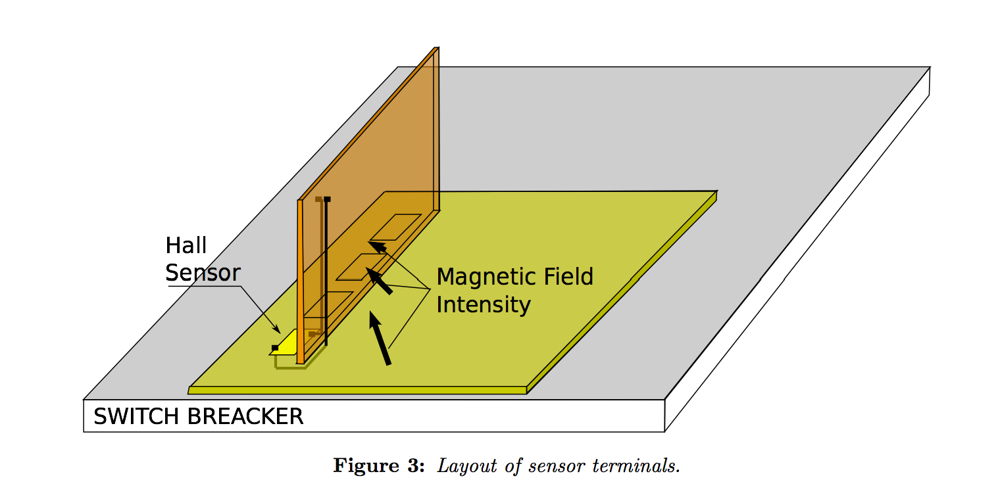 Hall
Sensor
Magnetic Field
Intensity
SWITCH BREACKER
Figure 3: Layout of sensor terminals.